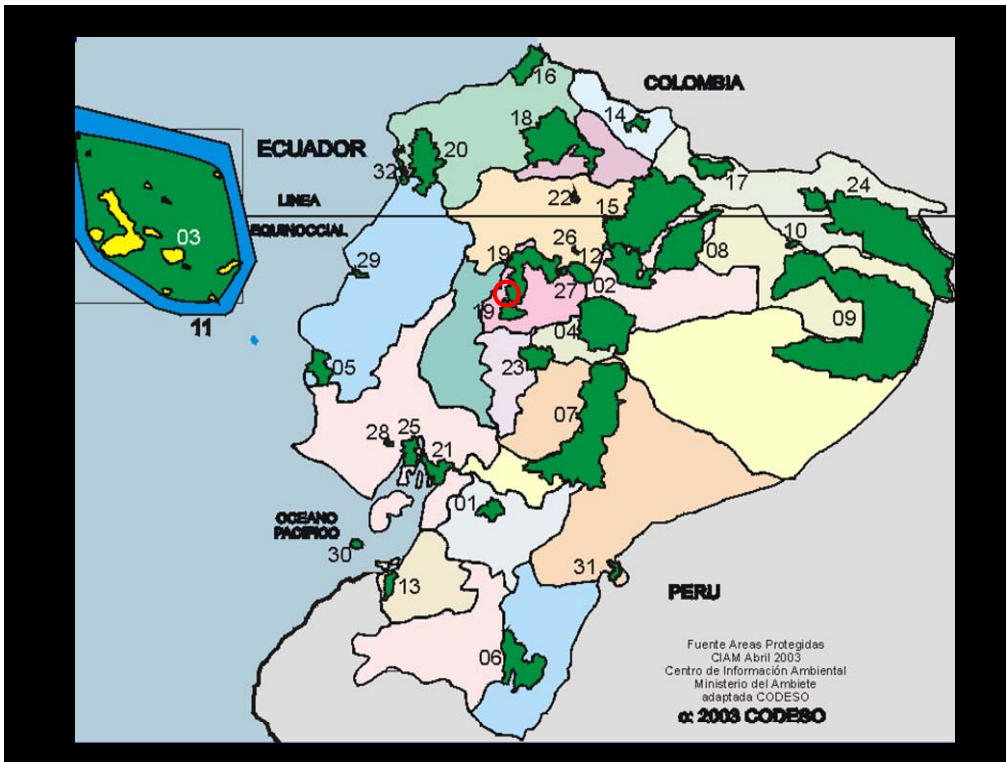 16
COLOMBIA
14
18
ECUADOR
20
32
17
24
22
15
LINEA
EQUINOCCIAL
03
10
26
19
12
08
29
02
27
19
09
11
04
05
23
07
28
25
21
01
OCEANO
PACIFICO
30
31
13
PERU
06
Fuente Areas Protegidas
CIAM Abril 2003
Centro de Información Ambiental
Ministerio del Ambiete
adaptada CODESO
α: 2003 CODESO